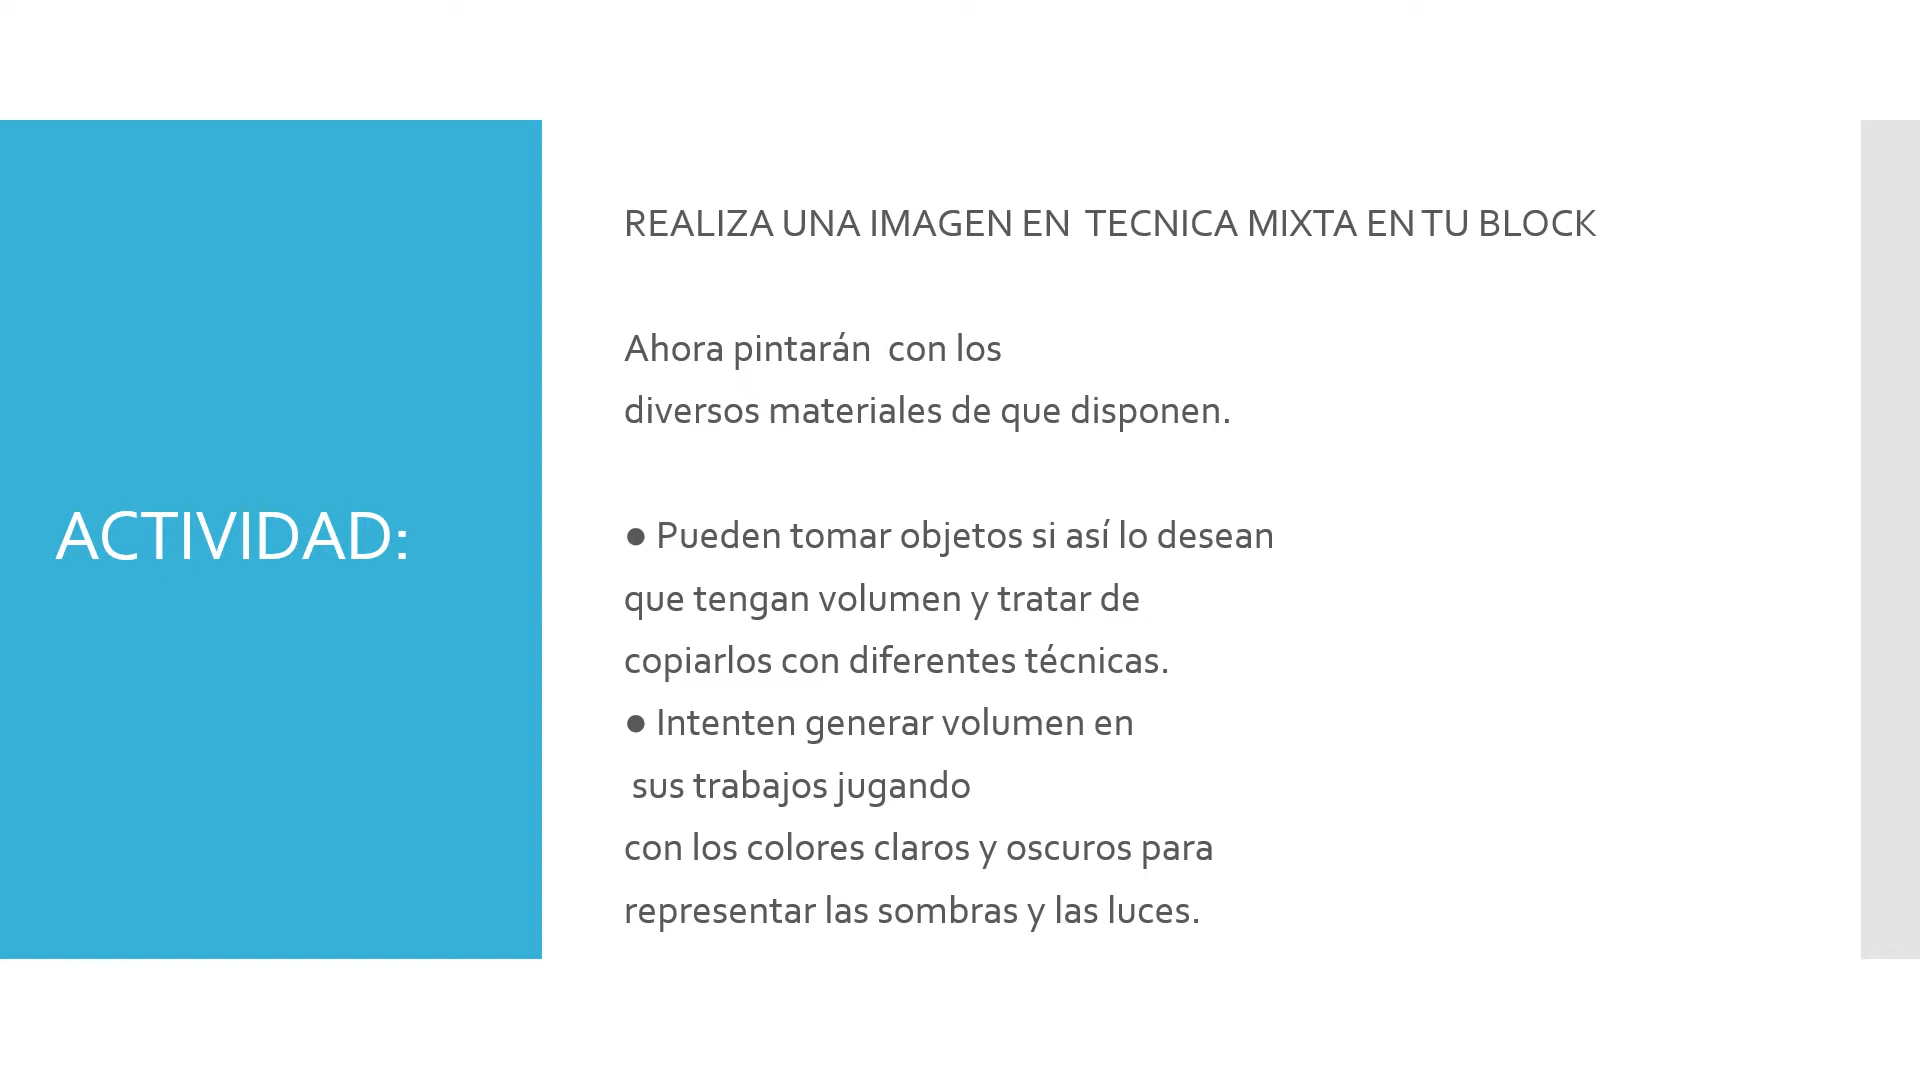 ACTIVIDAD:
REALIZA UNA IMAGEN EN  TECNICA MIXTA EN TU BLOCK
Ahora pintarán  con los
diversos materiales de que disponen.
● Pueden tomar objetos si así lo desean
que tengan volumen y tratar de
copiarlos con diferentes técnicas.
● Intenten generar volumen en
sus trabajos jugando
con los colores claros y oscuros para
representar las sombras y las luces.